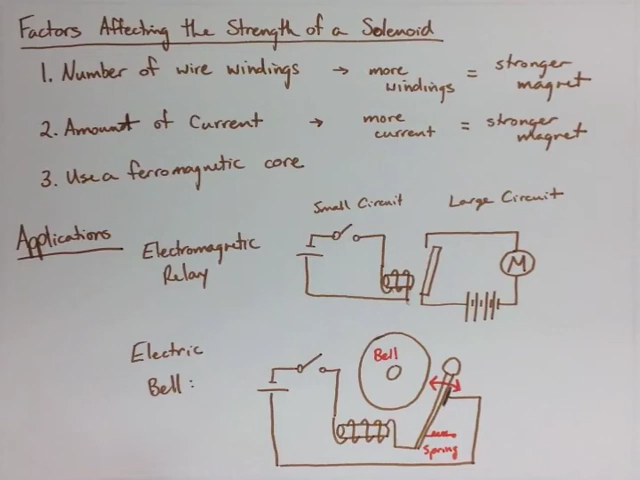 Factors Affecting the Strength of a Solenoid
1. Number of wire windings → more windings = stronger magnet
2. Amount of Current → more current = stronger magnet
3. Use a ferromagnetic core
Applications
Small Circuit
Large Circuit
Electromagnetic
Relay
M
Electric
Bell:
Bell
Spring